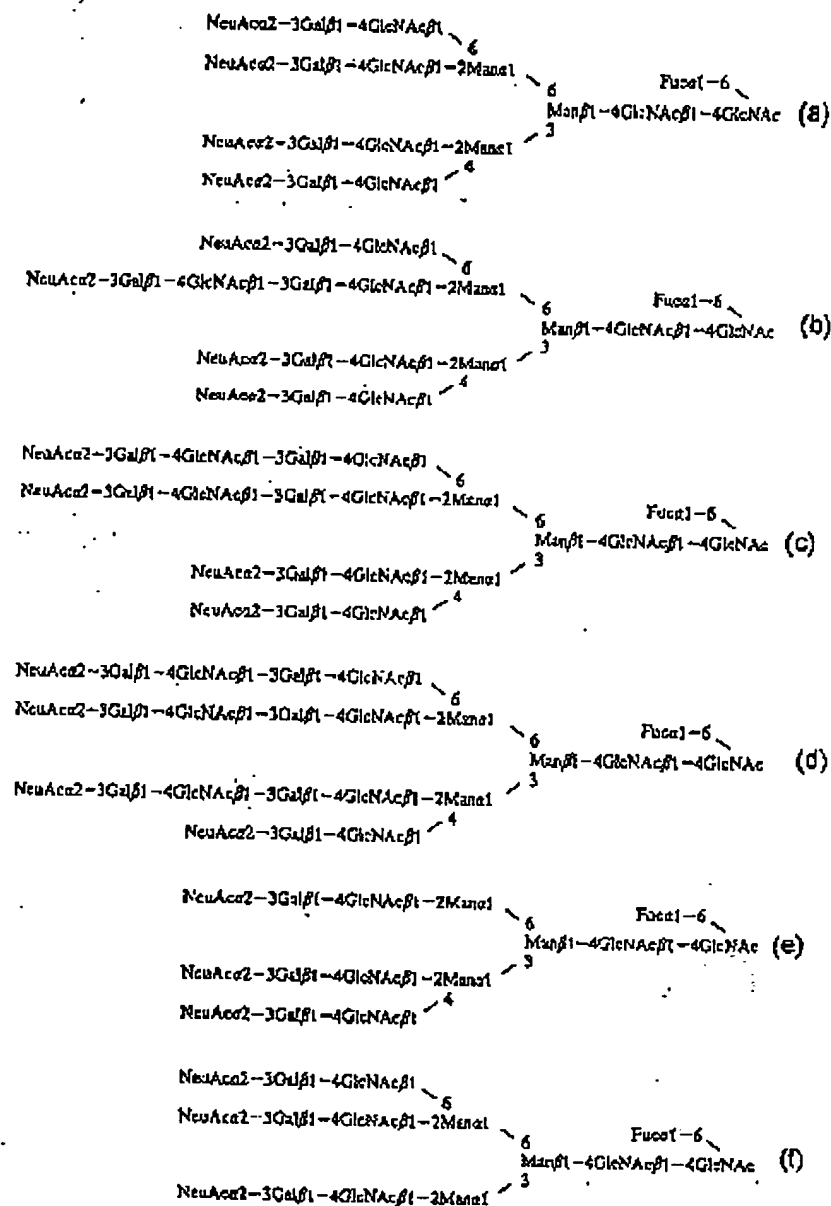 NeuAcα2−3Galβ1−4GlcNAcβ1
6
NeuAcα2−3Galβ1−4GlcNAcβ1−2Manα1
6
Fucα1−6
Manβ1−4GlcNAcβ1−4GlcNAc (a)
3
NeuAcα2−3Galβ1−4GlcNAcβ1−2Manα1
4
NeuAcα2−3Galβ1−4GlcNAcβ1
NeuAcα2−3Galβ1−4GlcNAcβ1
6
NeuAcα2−3Galβ1−4GlcNAcβ1−3Galβ1−4GlcNAcβ1−2Manα1
6
Fucα1−6
Manβ1−4GlcNAcβ1−4GlcNAc (b)
3
NeuAcα2−3Galβ1−4GlcNAcβ1−2Manα1
4
NeuAcα2−3Galβ1−4GlcNAcβ1
NeuAcα2−3Galβ1−4GlcNAcβ1−3Galβ1−4GlcNAcβ1
6
NeuAcα2−3Galβ1−4GlcNAcβ1−3Galβ1−4GlcNAcβ1−2Manα1
6
Fucα1−6
Manβ1−4GlcNAcβ1−4GlcNAc (c)
3
NeuAcα2−3Galβ1−4GlcNAcβ1−2Manα1
4
NeuAcα2−3Galβ1−4GlcNAcβ1
NeuAcα2−3Galβ1−4GlcNAcβ1−3Galβ1−4GlcNAcβ1
6
NeuAcα2−3Galβ1−4GlcNAcβ1−3Galβ1−4GlcNAcβ1−2Manα1
6
Fucα1−6
Manβ1−4GlcNAcβ1−4GlcNAc (d)
3
NeuAcα2−3Galβ1−4GlcNAcβ1−3Galβ1−4GlcNAcβ1−2Manα1
4
NeuAcα2−3Galβ1−4GlcNAcβ1
NeuAcα2−3Galβ1−4GlcNAcβ1−2Manα1
6
Fucα1−6
Manβ1−4GlcNAcβ1−4GlcNAc (e)
3
NeuAcα2−3Galβ1−4GlcNAcβ1−2Manα1
4
NeuAcα2−3Galβ1−4GlcNAcβ1
NeuAcα2−3Galβ1−4GlcNAcβ1
6
NeuAcα2−3Galβ1−4GlcNAcβ1−2Manα1
6
Fucα1−6
Manβ1−4GlcNAcβ1−4GlcNAc (f)
3
NeuAcα2−3Galβ1−4GlcNAcβ1−2Manα1